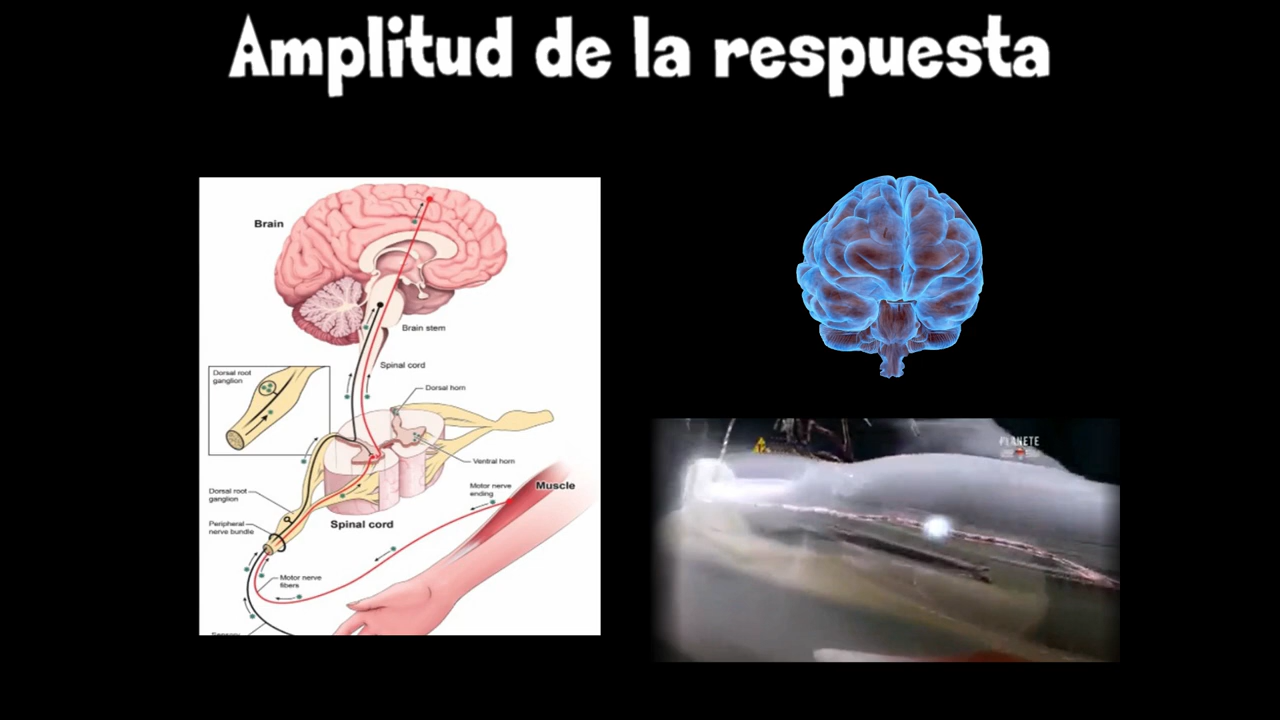 Amplitud de la respuesta
Brain
Brain stem
Spinal cord
Dorsal root
ganglion
Dorsal horn
Ventral horn
Motor nerve
ending
Muscle
Dorsal root
ganglion
Peripheral
nerve bundle
Spinal cord
Motor nerve
fibers
Sensory
PLANETE